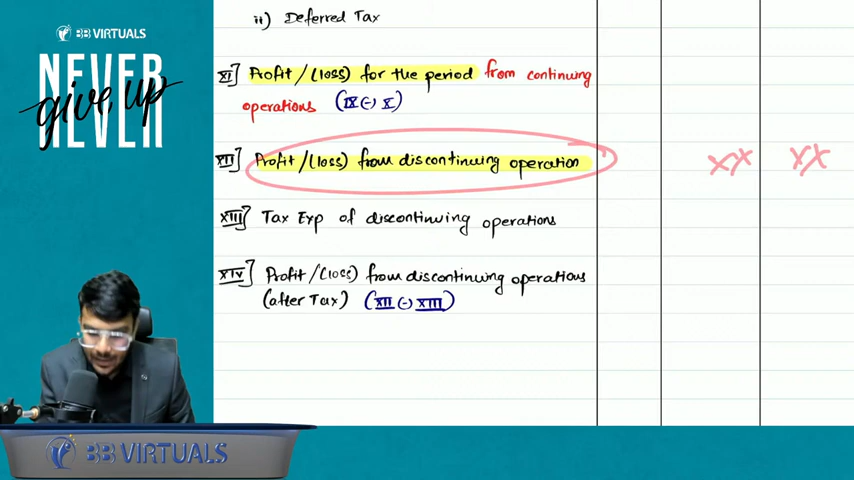 BB VIRTUALS
NEVER
give up
NEVER
ii) Deferred Tax
XI] Profit/(loss) for the period from continuing
operations (IX (-) X)
XII] Profit/(loss) from discontinuing operation
XX XX
XIII] Tax Exp of discontinuing operations
XIV] Profit/(loss) from discontinuing operations
(after Tax) (XII (-) XIII)
BB VIRTUALS